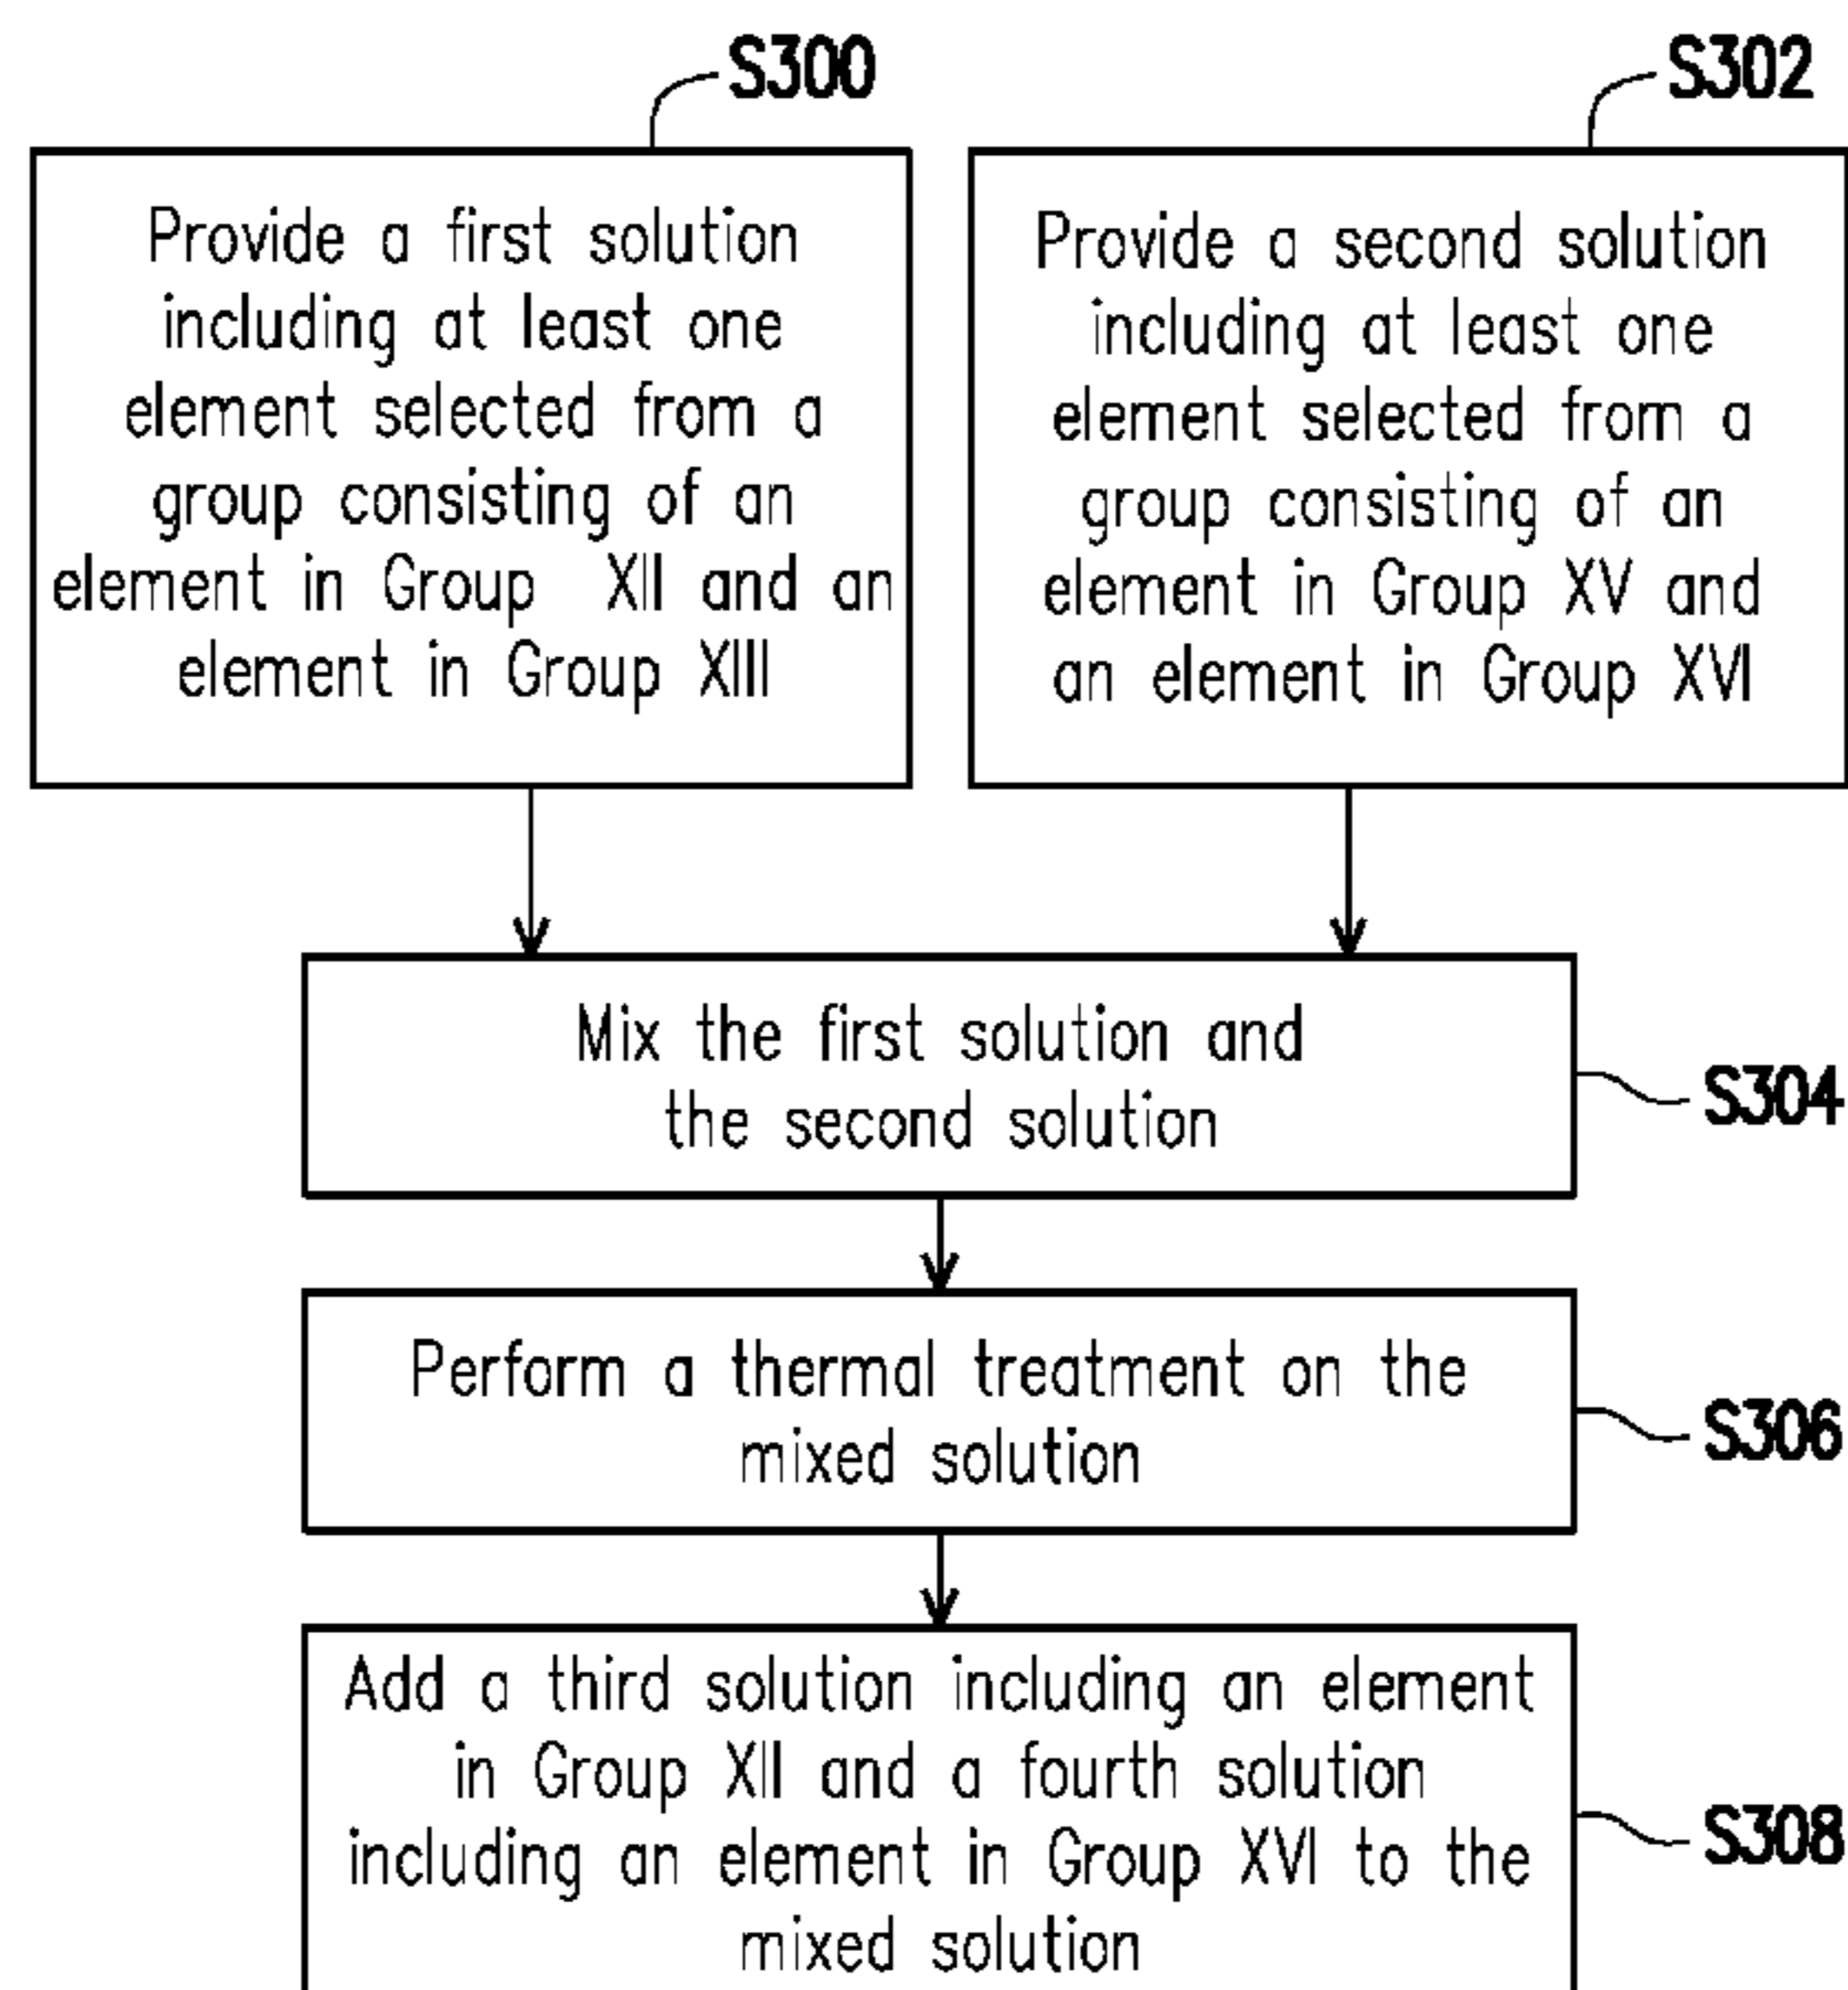 S300
Provide a first solution
including at least one
element selected from a
group consisting of an
element in Group XII and an
element in Group XIII
S302
Provide a second solution
including at least one
element selected from a
group consisting of an
element in Group XV and
an element in Group XVI
Mix the first solution and
the second solution
S304
Perform a thermal treatment on the
mixed solution
S306
Add a third solution including an element
in Group XII and a fourth solution
including an element in Group XVI to the
mixed solution
S308